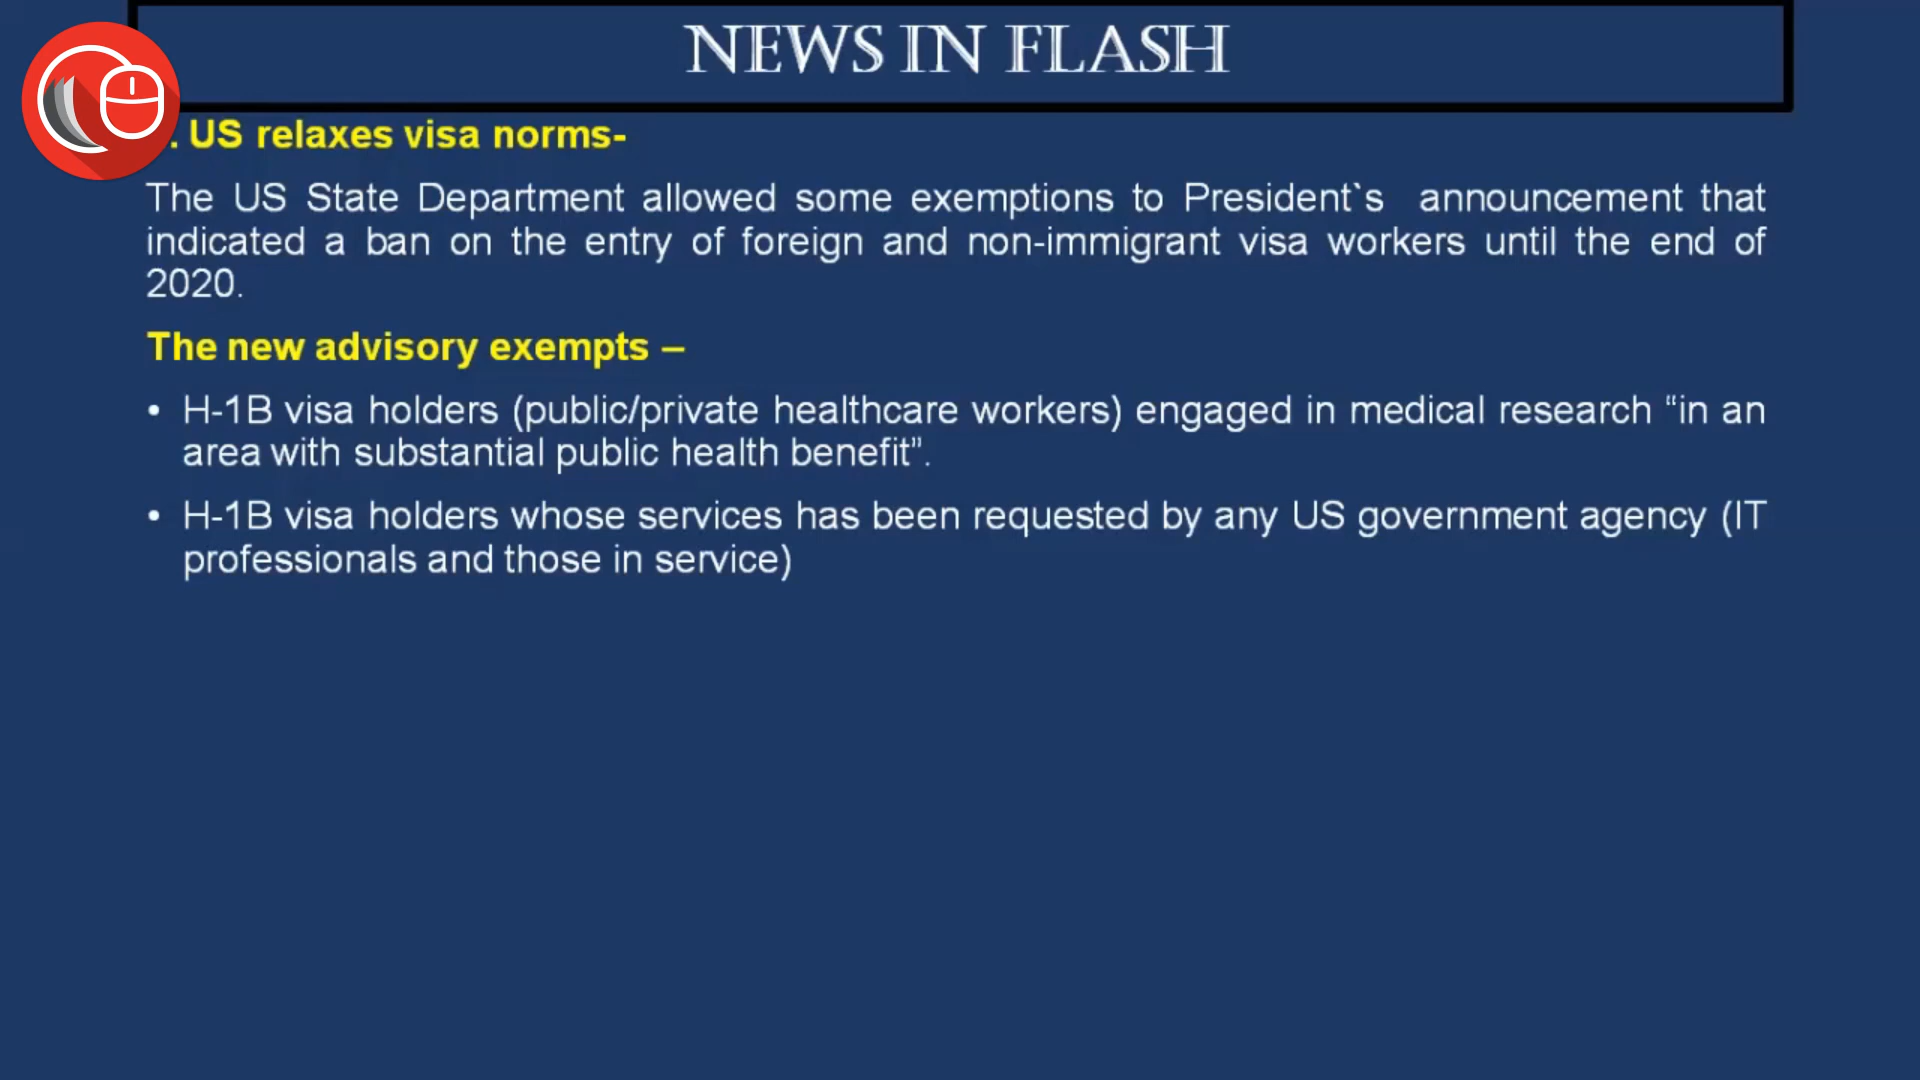 NEWS IN FLASH
. US relaxes visa norms-
The US State Department allowed some exemptions to President`s announcement that
indicated a ban on the entry of foreign and non-immigrant visa workers until the end of
2020.
The new advisory exempts –
• H-1B visa holders (public/private healthcare workers) engaged in medical research “in an
area with substantial public health benefit”.
• H-1B visa holders whose services has been requested by any US government agency (IT
professionals and those in service)